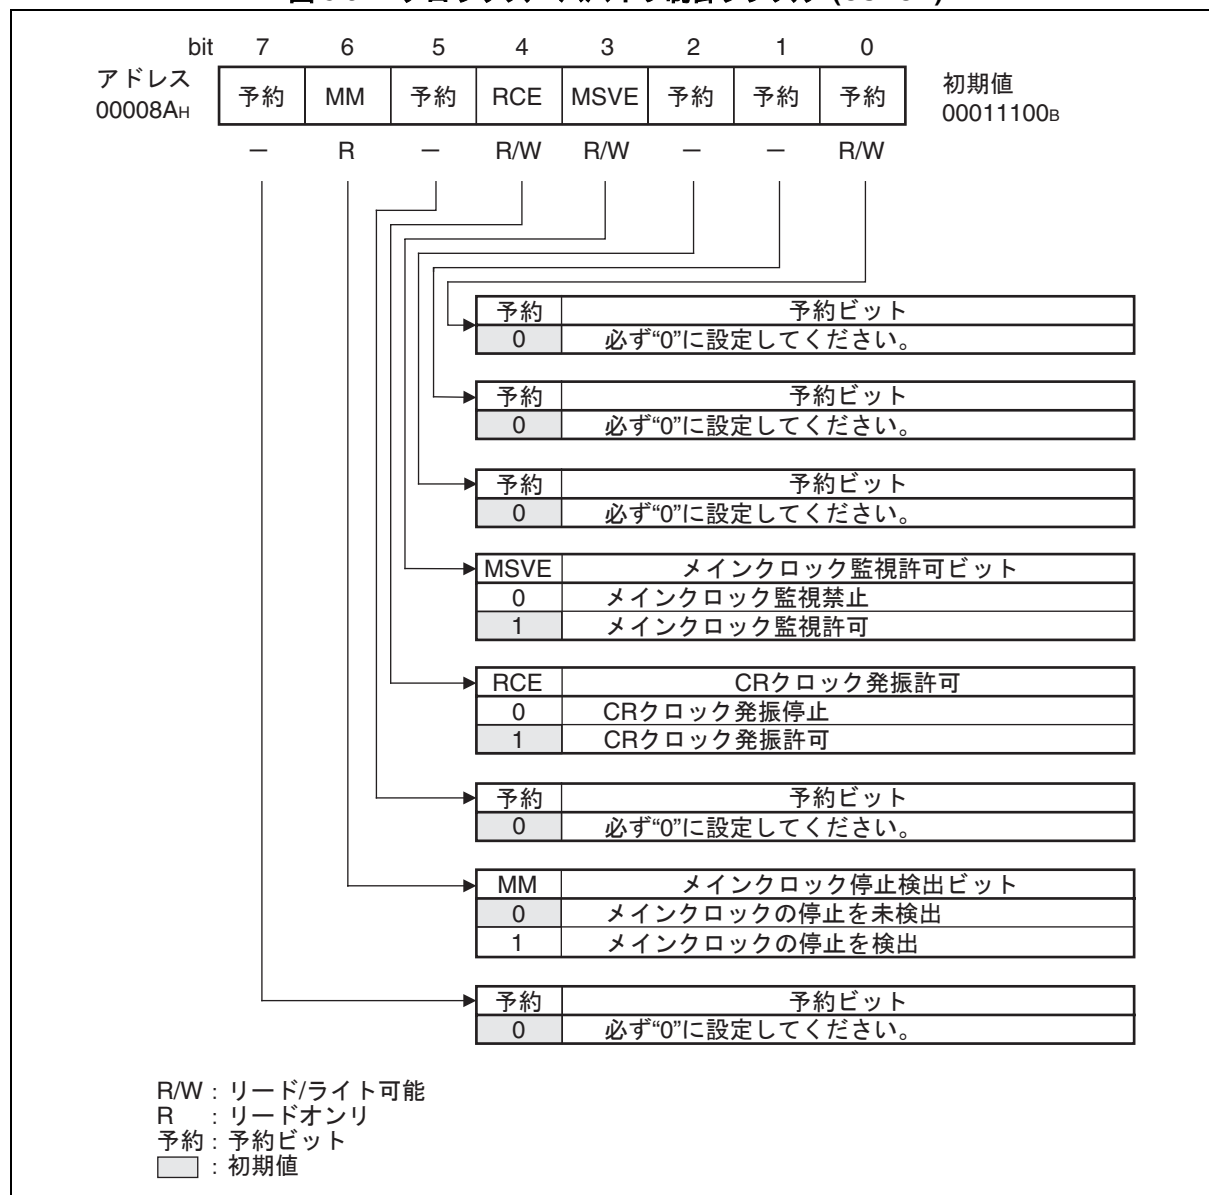 bit 7 6 5 4 3 2 1 0
アドレス
00008AH
予約 MM 予約 RCE MSVE 予約 予約 予約
初期値
00011100B
－ R － R/W R/W － － R/W
予約 予約ビット
0 必ず“0”に設定してください。
予約 予約ビット
0 必ず“0”に設定してください。
予約 予約ビット
0 必ず“0”に設定してください。
MSVE メインクロック監視許可ビット
0 メインクロック監視禁止
1 メインクロック監視許可
RCE CRクロック発振許可
0 CRクロック発振停止
1 CRクロック発振許可
予約 予約ビット
0 必ず“0”に設定してください。
MM メインクロック停止検出ビット
0 メインクロックの停止を未検出
1 メインクロックの停止を検出
予約 予約ビット
0 必ず“0”に設定してください。
R/W : リード/ライト可能
R : リードオンリ
予約 : 予約ビット
: 初期値